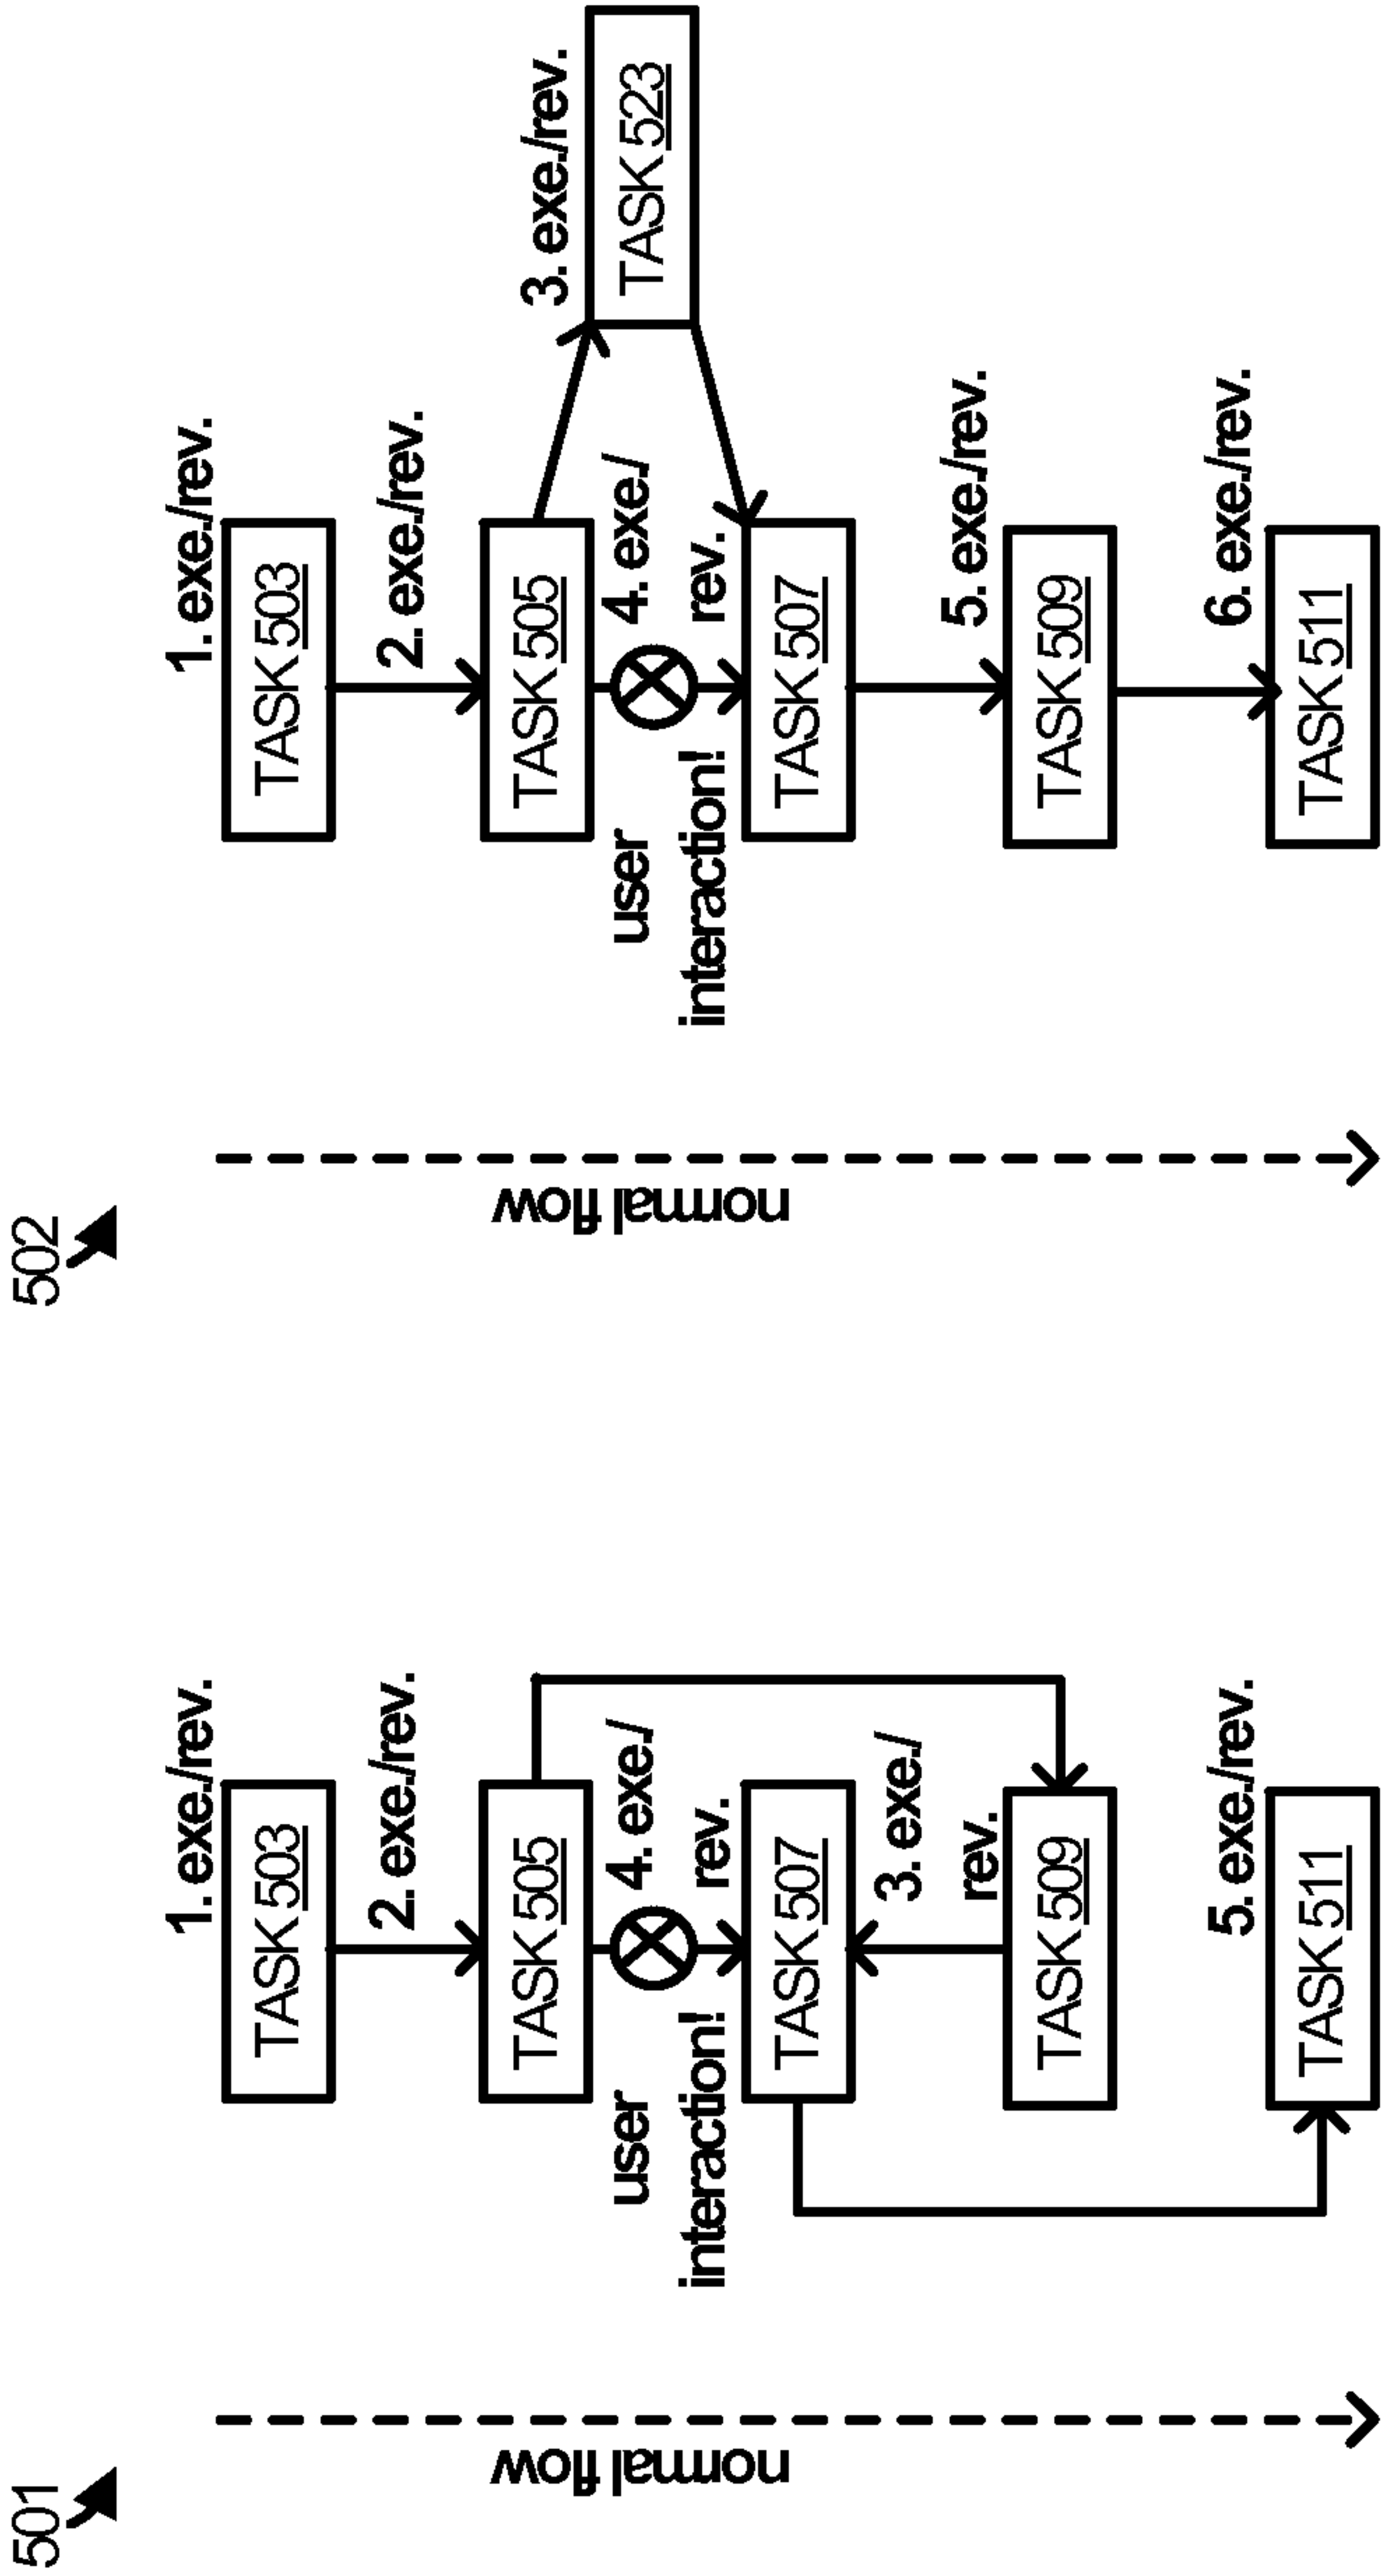 501
normal flow
1. exe./rev.
TASK 503
2. exe./rev.
TASK 505
user
4. exe./
interaction!
rev.
TASK 507
3. exe./
rev.
TASK 509
5. exe./rev.
TASK 511
502
normal flow
1. exe./rev.
TASK 503
2. exe./rev.
TASK 505
3. exe./rev.
TASK 523
user
4. exe./
interaction!
rev.
TASK 507
5. exe./rev.
TASK 509
6. exe./rev.
TASK 511